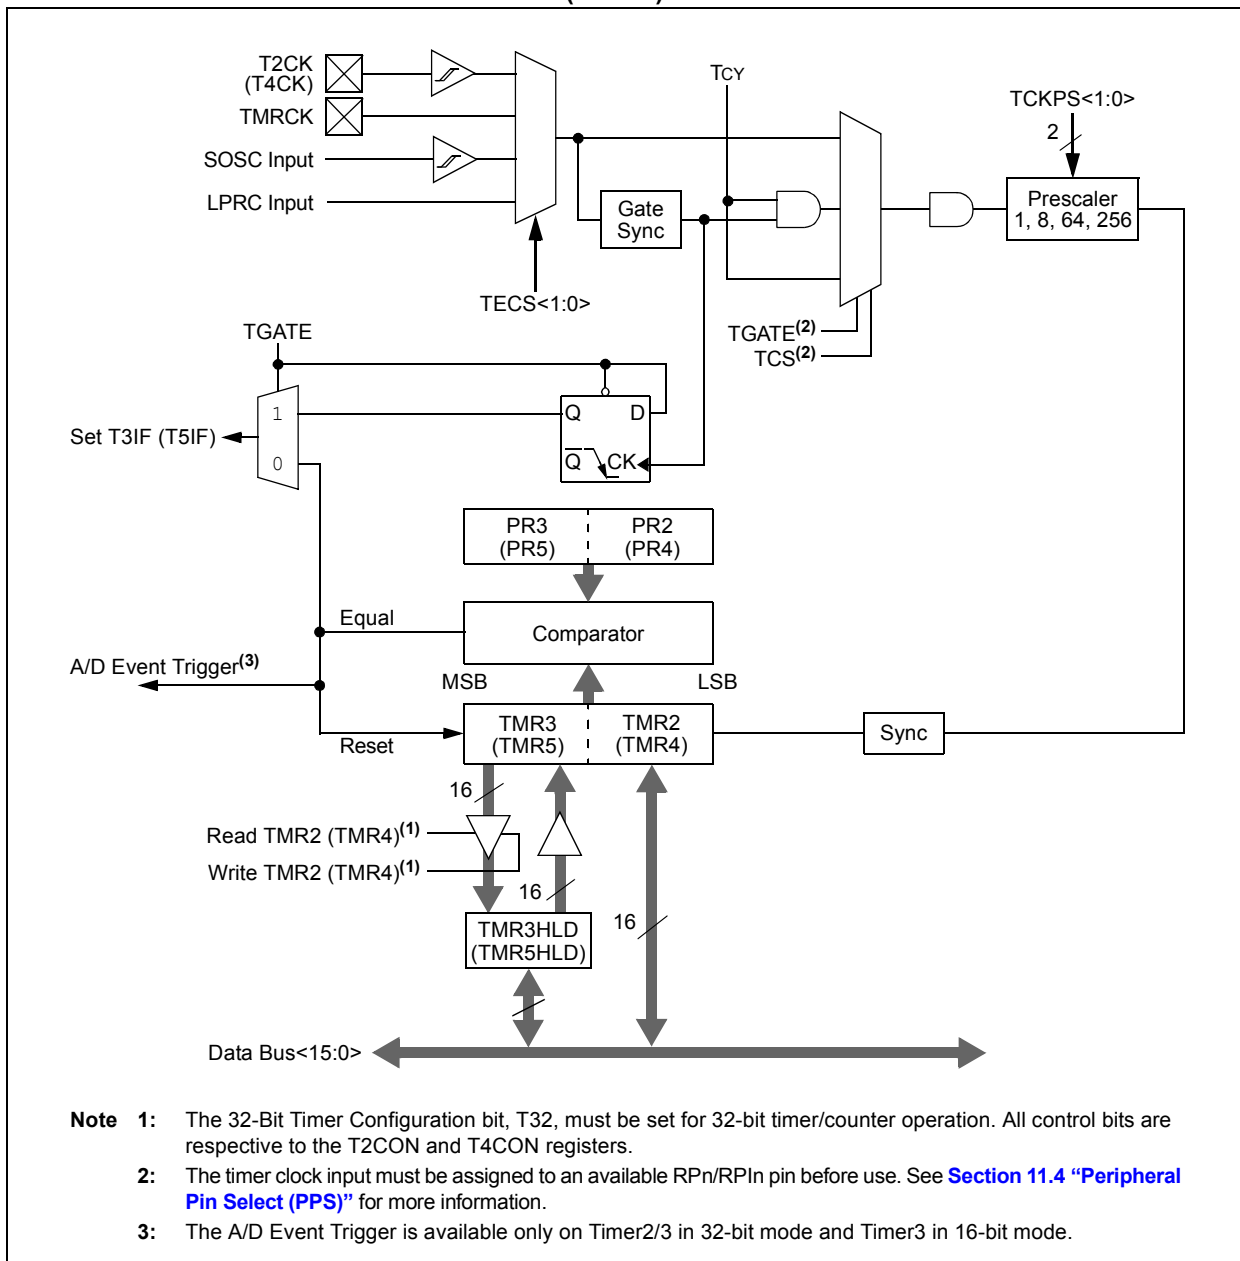 T2CK
(T4CK)
TMRCK
SOSC Input
LPRC Input
TECS<1:0>
TCY
TCKPS<1:0>
2
Gate
Sync
Prescaler
1, 8, 64, 256
TGATE(2)
TCS(2)
TGATE
1
0
Set T3IF (T5IF)
Q
D
Q
CK
PR3
(PR5)
PR2
(PR4)
Equal
Comparator
A/D Event Trigger(3)
MSB
LSB
TMR3
(TMR5)
TMR2
(TMR4)
Reset
Sync
16
Read TMR2 (TMR4)(1)
Write TMR2 (TMR4)(1)
16
16
TMR3HLD
(TMR5HLD)
Data Bus<15:0>
Note 1: The 32-Bit Timer Configuration bit, T32, must be set for 32-bit timer/counter operation. All control bits are
respective to the T2CON and T4CON registers.
2: The timer clock input must be assigned to an available RPn/RPIn pin before use. See Section 11.4 “Peripheral
Pin Select (PPS)” for more information.
3: The A/D Event Trigger is available only on Timer2/3 in 32-bit mode and Timer3 in 16-bit mode.